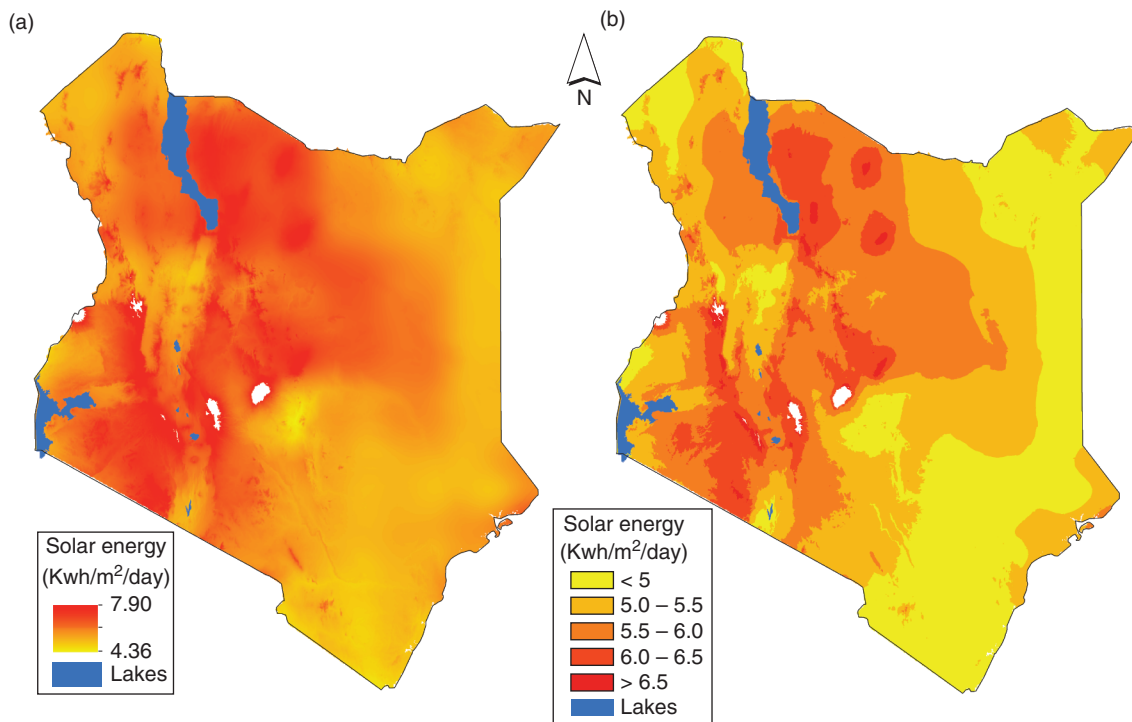 (a)
(b)
N
Solar energy
(Kwh/m²/day)
7.90
4.36
Lakes
Solar energy
(Kwh/m²/day)
< 5
5.0 – 5.5
5.5 – 6.0
6.0 – 6.5
> 6.5
Lakes